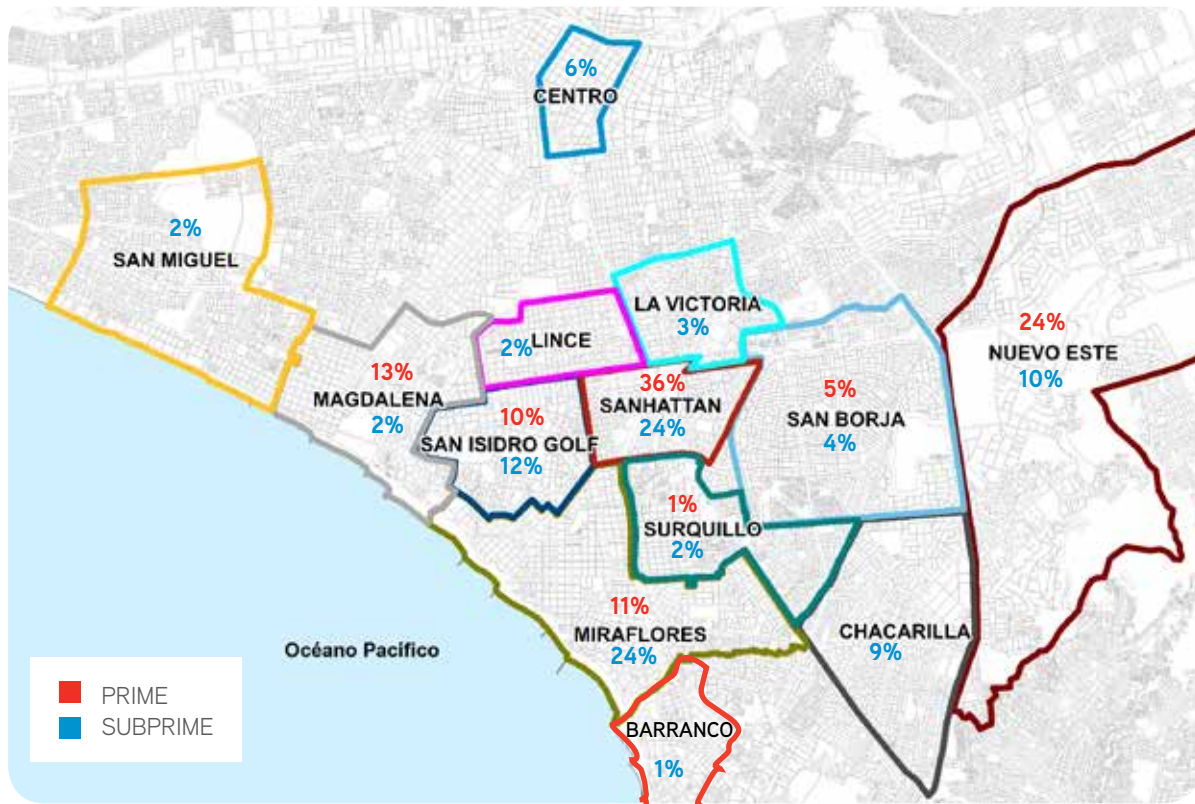 6%
CENTRO
2%
SAN MIGUEL
LA VICTORIA
3%
2% LINCE
24%
NUEVO ESTE
10%
13%
MAGDALENA
2%
36%
SANHATTAN
24%
5%
SAN BORJA
4%
10%
SAN ISIDRO GOLF
12%
1%
SURQUILLO
2%
11%
MIRAFLORES
24%
CHACARILLA
9%
Océano Pacífico
PRIME
SUBPRIME
BARRANCO
1%